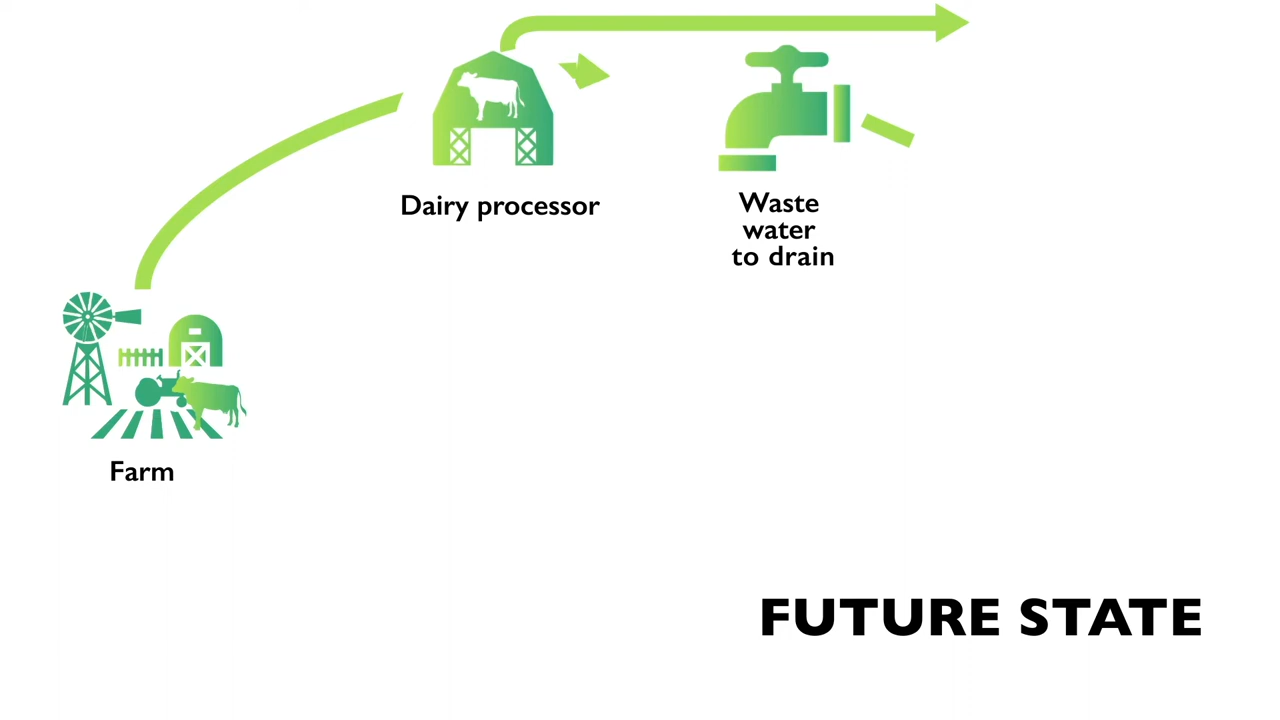 Dairy processor
Waste
water
to drain
Farm
FUTURE STATE